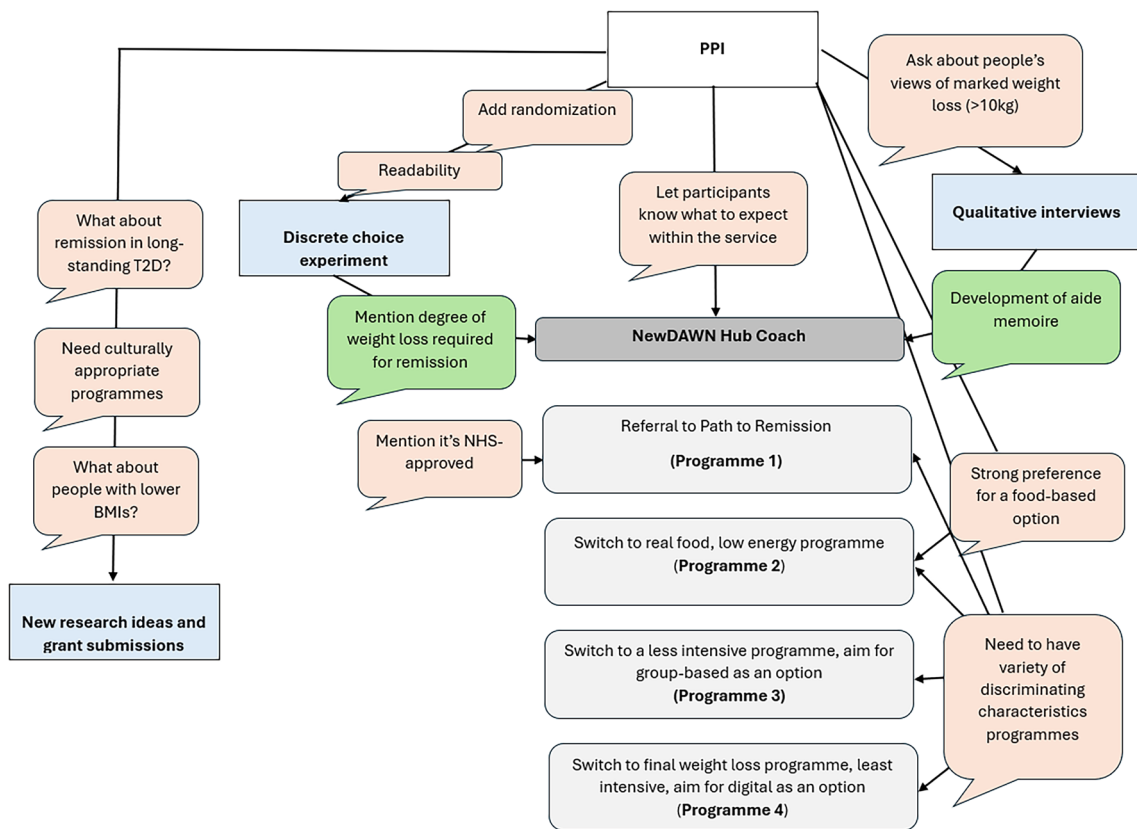 PPI
Ask about people's
views of marked weight
loss (>10kg)
Add randomization
Readability
Let participants
know what to expect
within the service
Qualitative interviews
What about
remission in long-
standing T2D?
Discrete choice
experiment
Development of aide
memoire
Mention degree of
weight loss required
for remission
NewDAWN Hub Coach
Need culturally
appropriate
programmes
Mention it's NHS-
approved
Referral to Path to Remission
(Programme 1)
What about
people with lower
BMIs?
Strong preference
for a food-based
option
Switch to real food, low energy programme
(Programme 2)
New research ideas and
grant submissions
Switch to a less intensive programme, aim for
group-based as an option
(Programme 3)
Need to have
variety of
discriminating
characteristics
programmes
Switch to final weight loss programme, least
intensive, aim for digital as an option
(Programme 4)